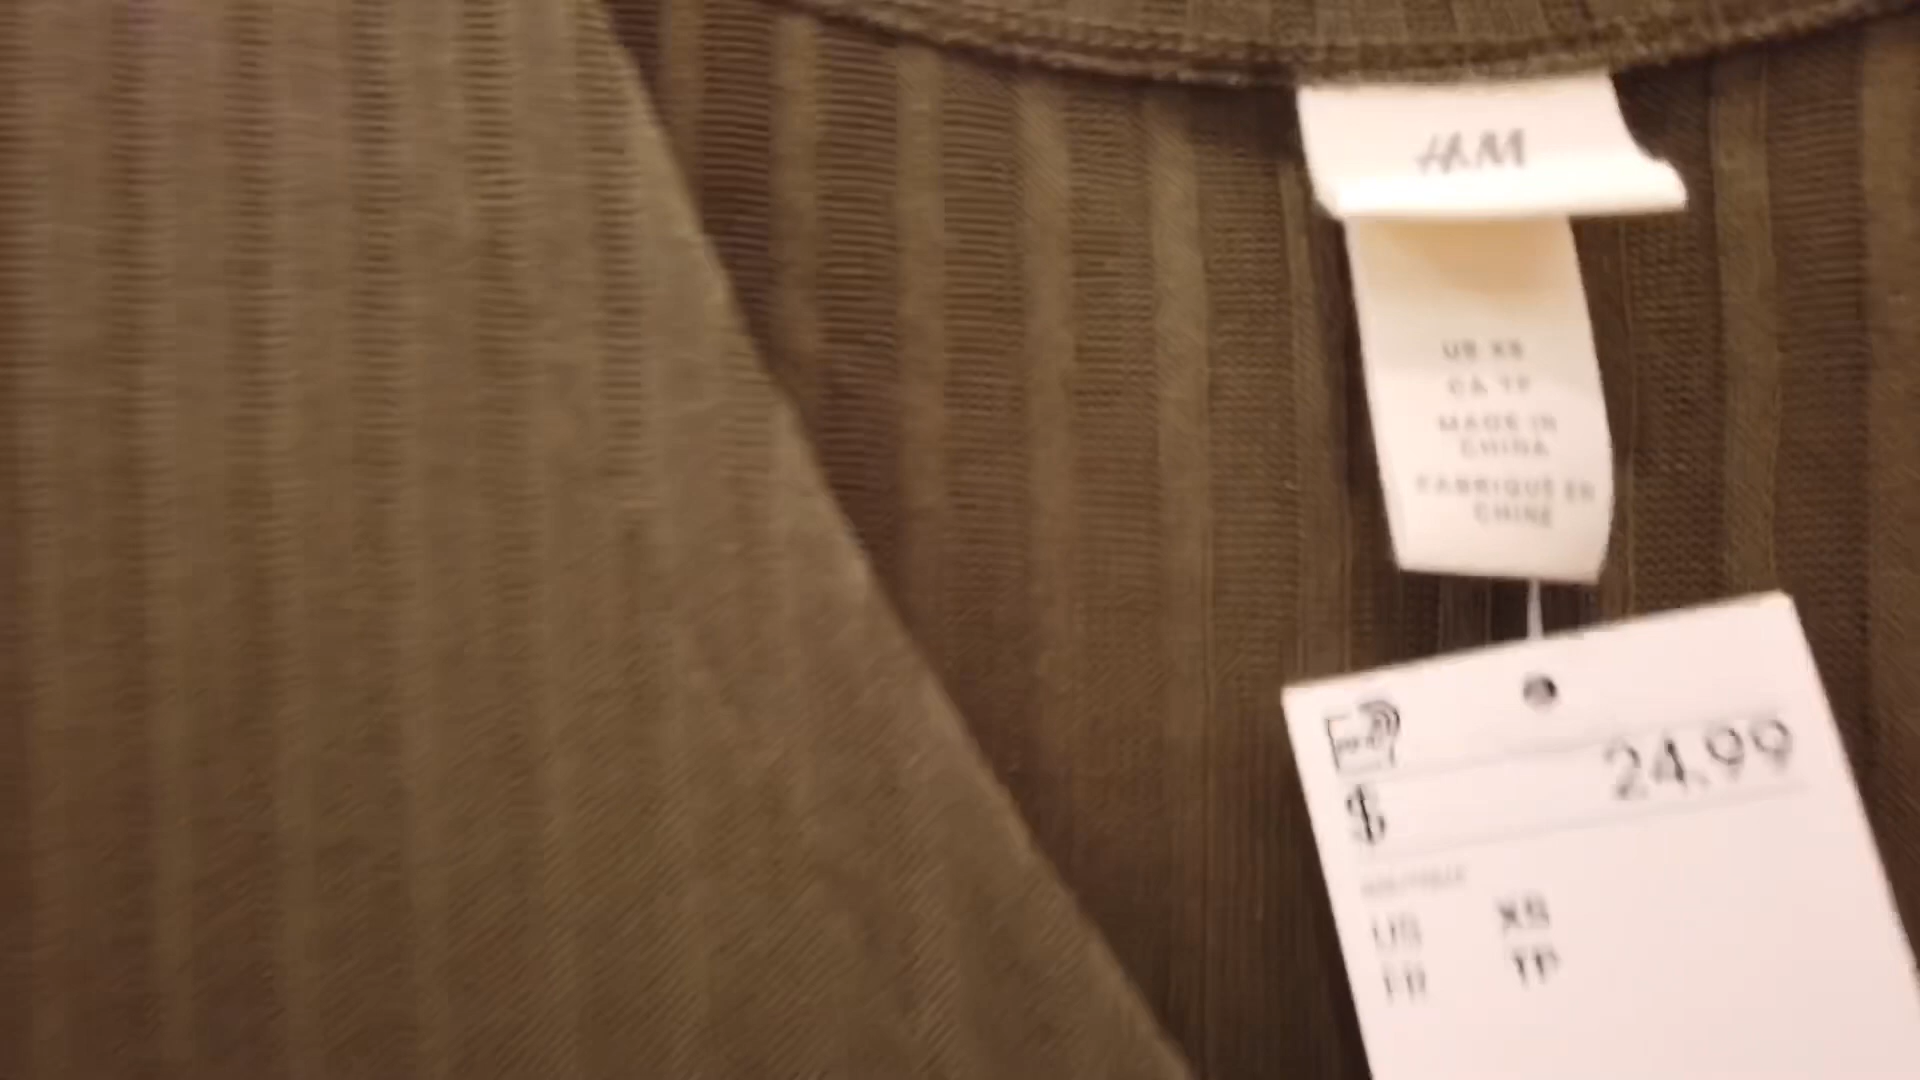 H&M
US XS
CA TP
MADE IN
CHINA
FABRIQUÉ EN
CHINE
24.99
$
US XS
FR TP